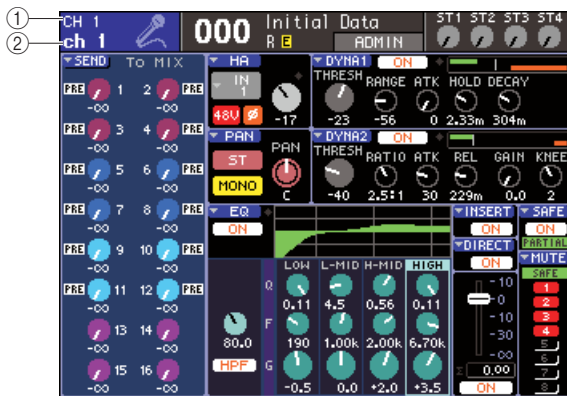 ① CH 1
② ch 1
000 Initial Data
R E ADMIN
ST1 ST2 ST3 ST4
SEND TO MIX
PRE 1 2 PRE
-∞ -∞
PRE 3 4 PRE
-∞ -∞
PRE 5 6 PRE
-∞ -∞
PRE 7 8 PRE
-∞ -∞
PRE 9 10 PRE
-∞ -∞
PRE 11 12 PRE
-∞ -∞
13 14
-∞ -∞
15 16
-∞ -∞
HA
IN
1
48V Ø -17
PAN
PAN
ST
MONO C
DYNA1 ON
THRESH RANGE ATK HOLD DECAY
-23 -56 0 2.33m 304m
DYNA2 ON
THRESH RATIO ATK REL GAIN KNEE
-40 2.5:1 30 229m 0.0 2
EQ
ON
LOW L-MID H-MID HIGH
Q 0.11 4.5 0.56 0.11
80.0 F 190 1.00k 2.00k 6.70k
HPF G -0.5 0.0 +2.0 +3.5
INSERT
ON
DIRECT
ON
10
0
-10
-30
-∞
Σ 0.00
ON
SAFE
ON
PARTIAL
MUTE
SAFE
1
2
3
4
5
6
7
8